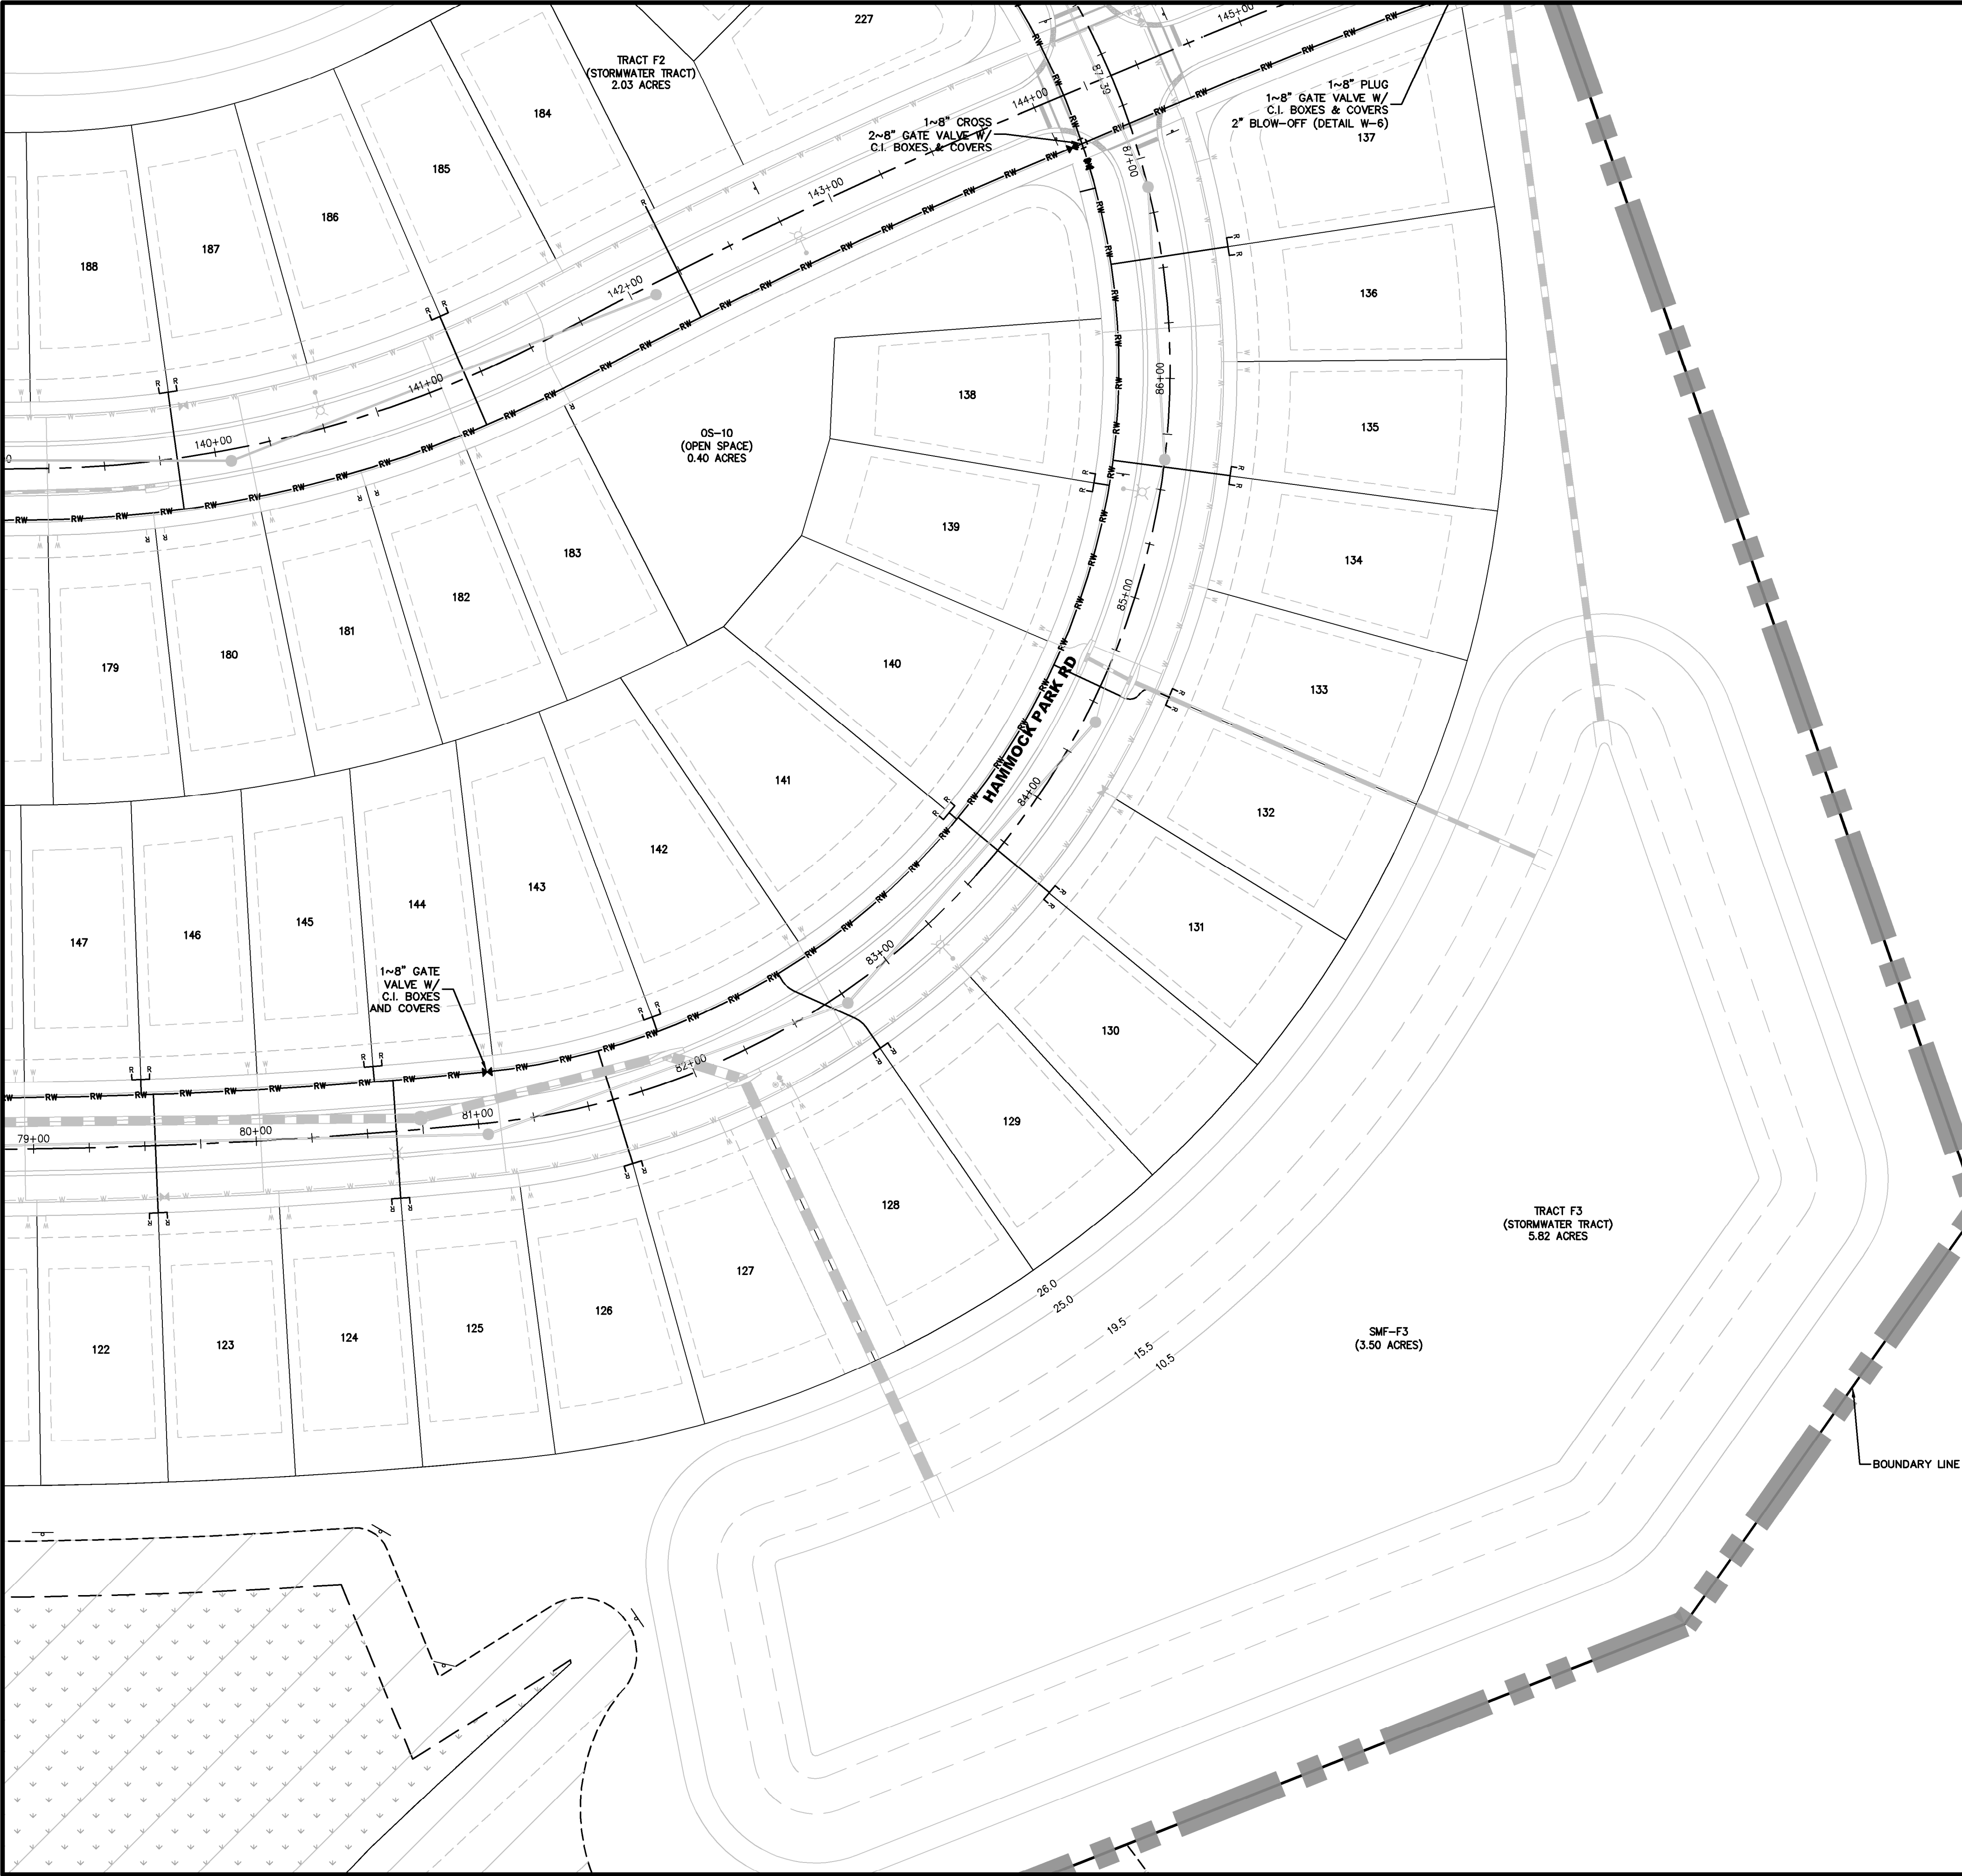 227
145+00
TRACT F2
(STORMWATER TRACT)
2.03 ACRES
184
87+39
144+00
1~8" PLUG
1~8" GATE VALVE W/
C.I. BOXES & COVERS
2" BLOW-OFF (DETAIL W-6)
137
1~8" CROSS
2~8" GATE VALVE W/
C.I. BOXES & COVERS
87+00
185
143+00
186
187
188
142+00
136
141+00
86+00
138
135
140+00
OS-10
(OPEN SPACE)
0.40 ACRES
139
183
134
182
85+00
181
180
179
140
133
HAMMOCK PARK RD
141
84+00
132
142
143
144
145
146
147
131
83+00
1~8" GATE
VALVE W/
C.I. BOXES
AND COVERS
130
82+00
81+00
80+00
79+00
129
128
127
126
125
124
123
122
TRACT F3
(STORMWATER TRACT)
5.82 ACRES
26.0
25.0
19.5
15.5
10.5
SMF-F3
(3.50 ACRES)
BOUNDARY LINE